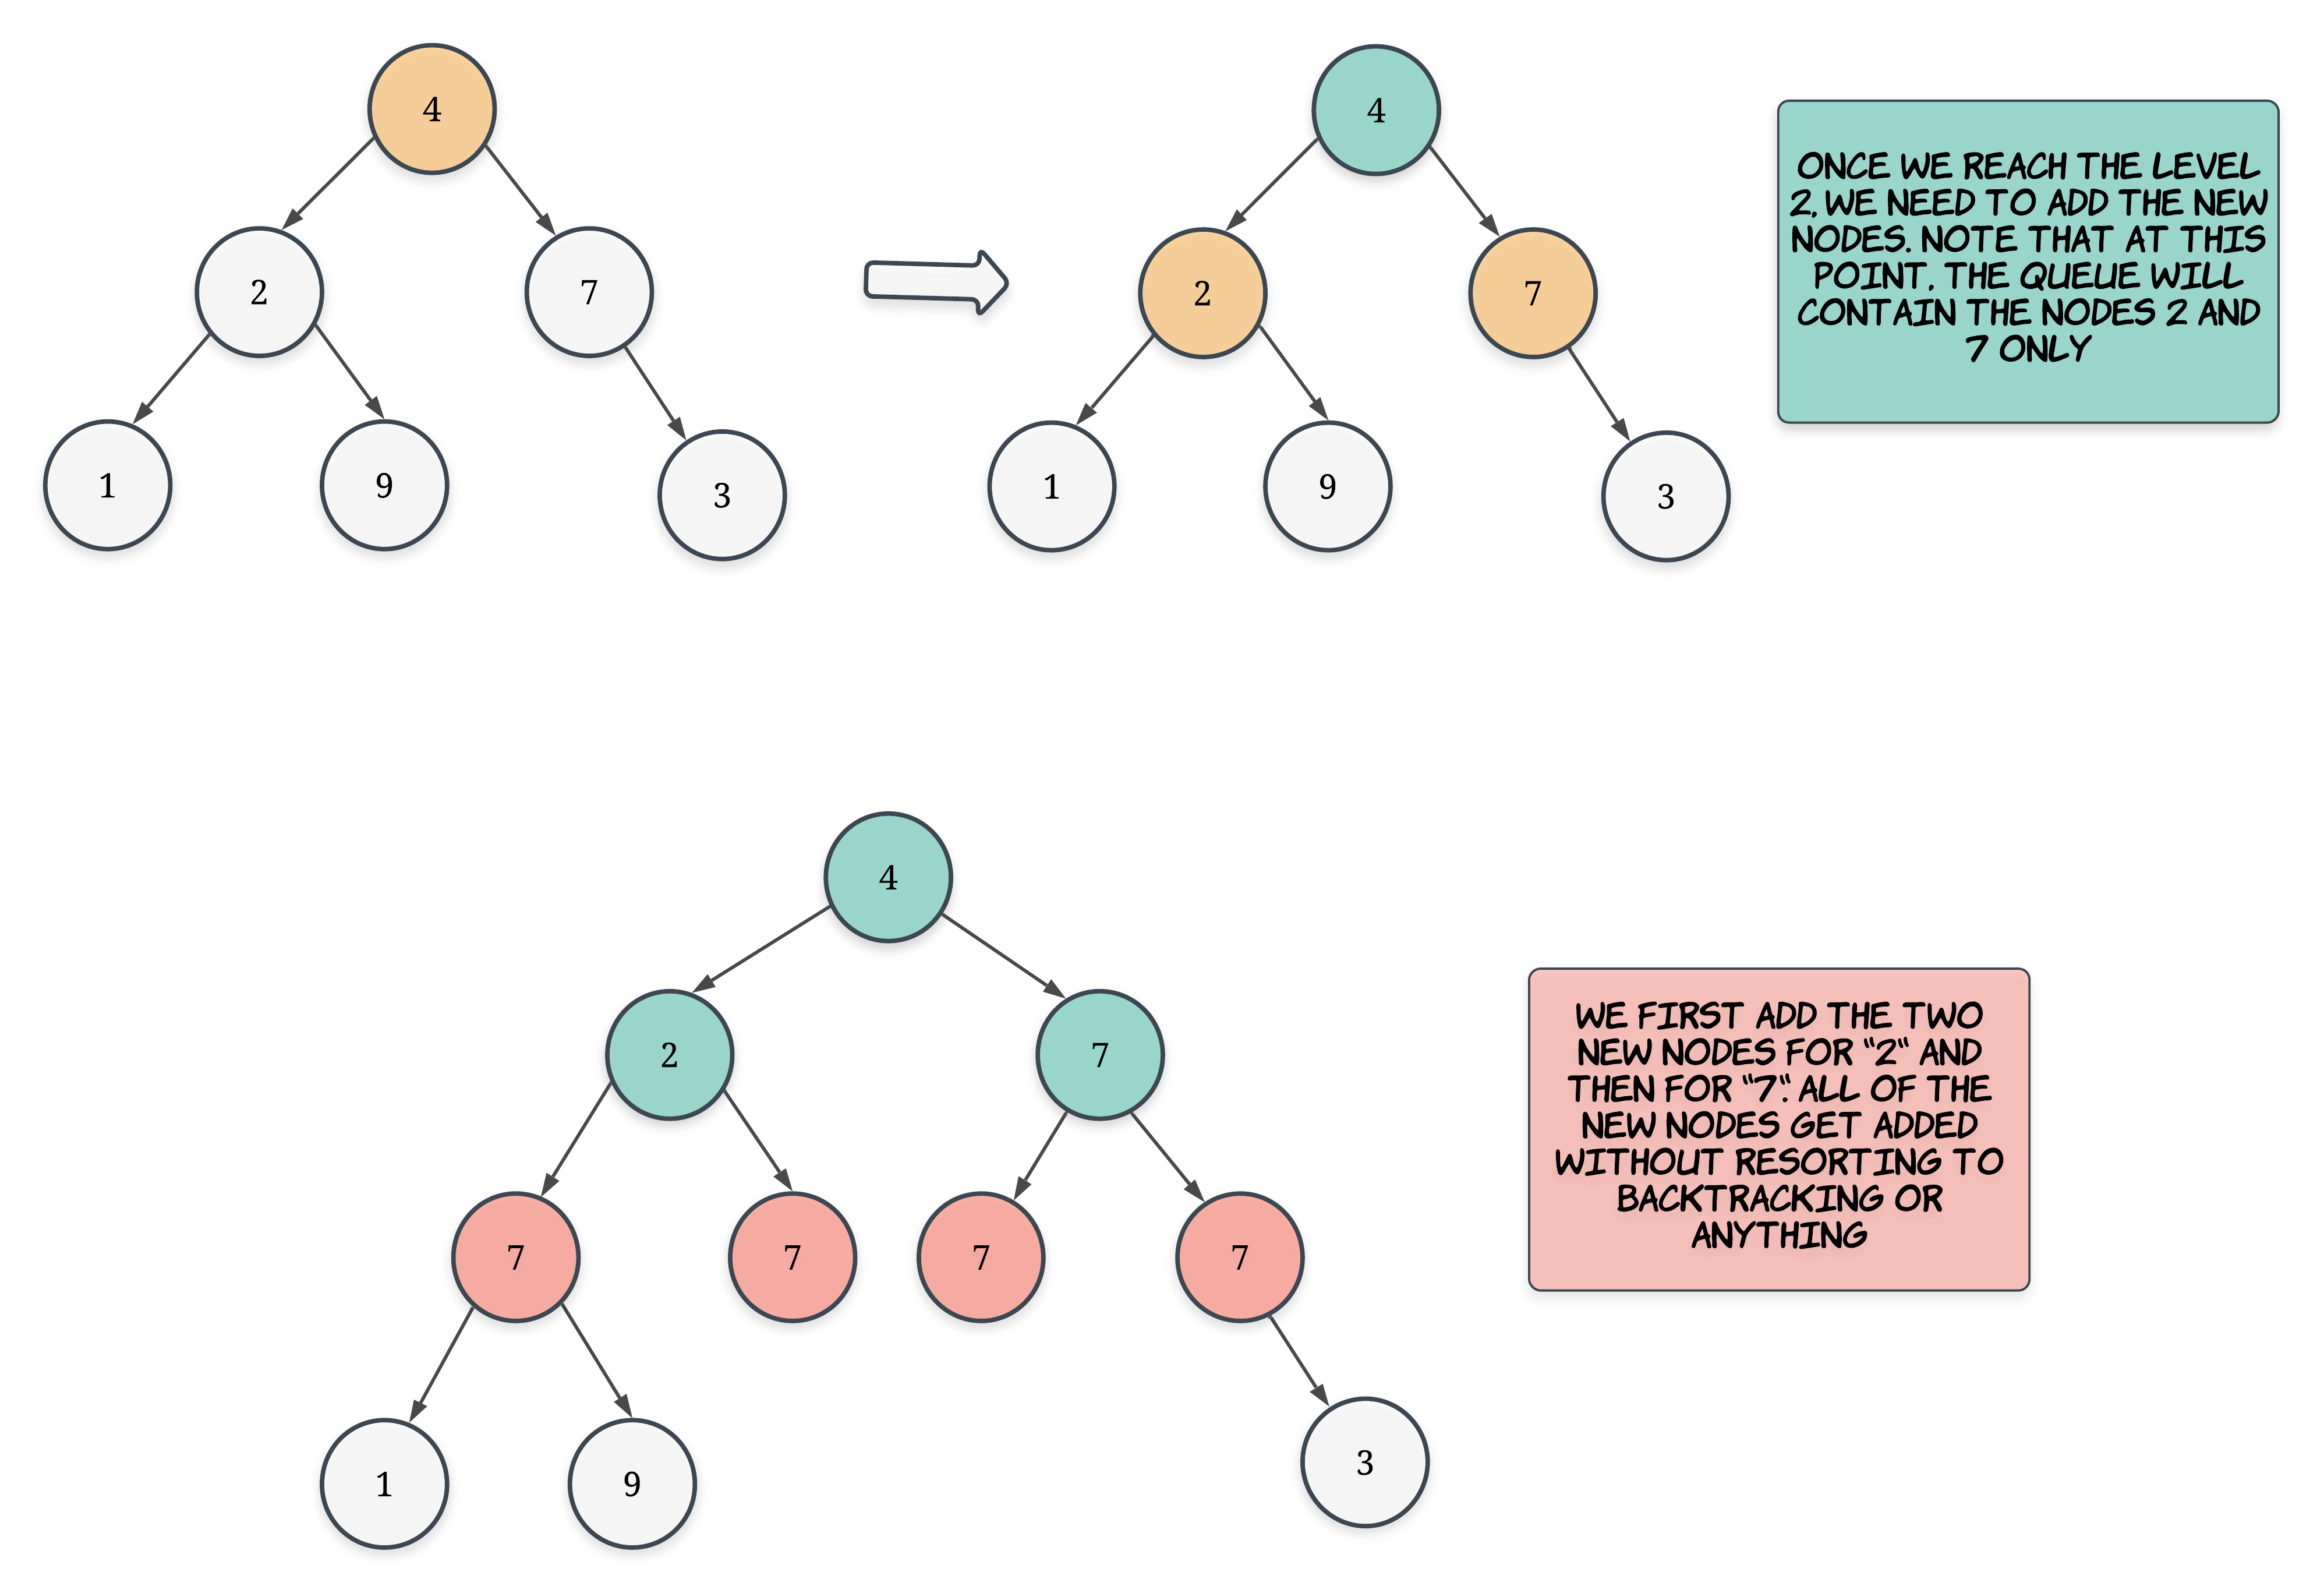 4
2
7
1
9
3
4
2
7
1
9
3
ONCE WE REACH THE LEVEL
2, WE NEED TO ADD THE NEW
NODES. NOTE THAT AT THIS
POINT, THE QUEUE WILL
CONTAIN THE NODES 2 AND
7 ONLY
4
2
7
7
7
7
7
1
9
3
WE FIRST ADD THE TWO
NEW NODES FOR "2" AND
THEN FOR "7". ALL OF THE
NEW NODES GET ADDED
WITHOUT RESORTING TO
BACKTRACKING OR
ANYTHING